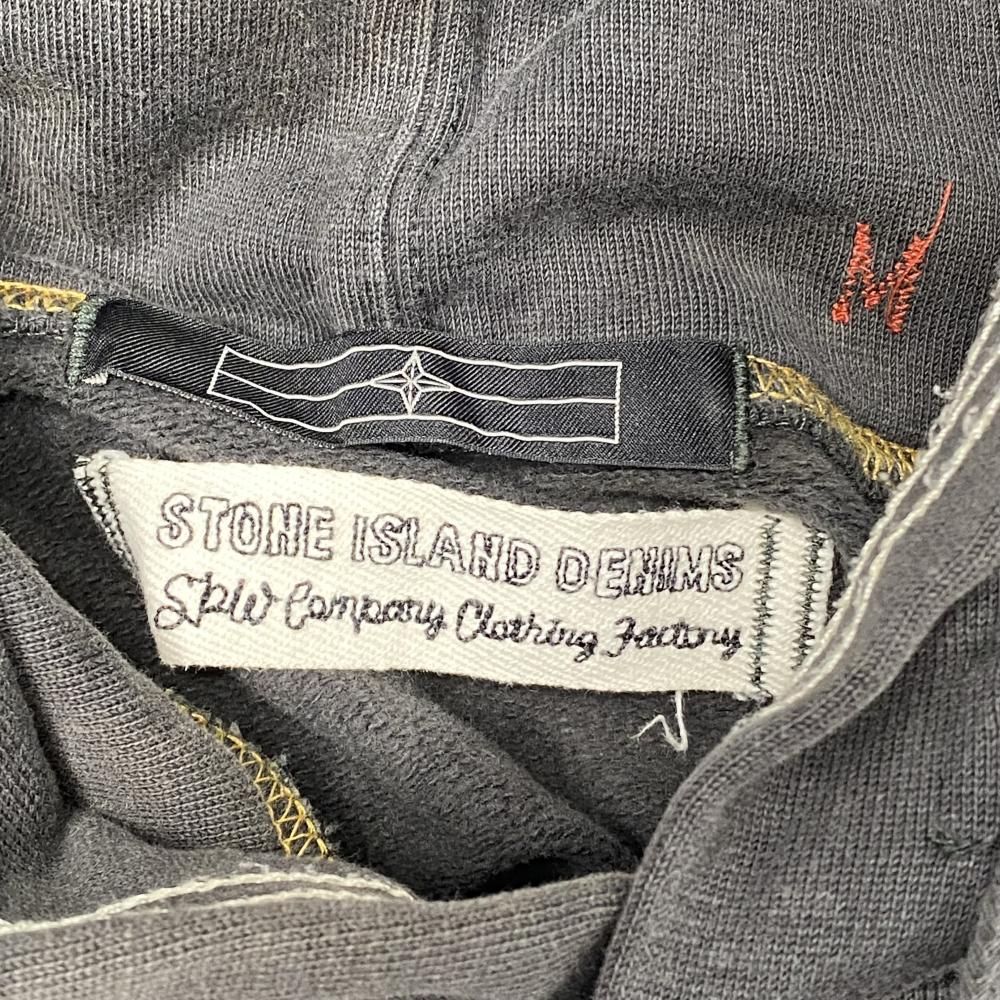 M
STONE ISLAND DENIMS
SPW Company Clothing Factory